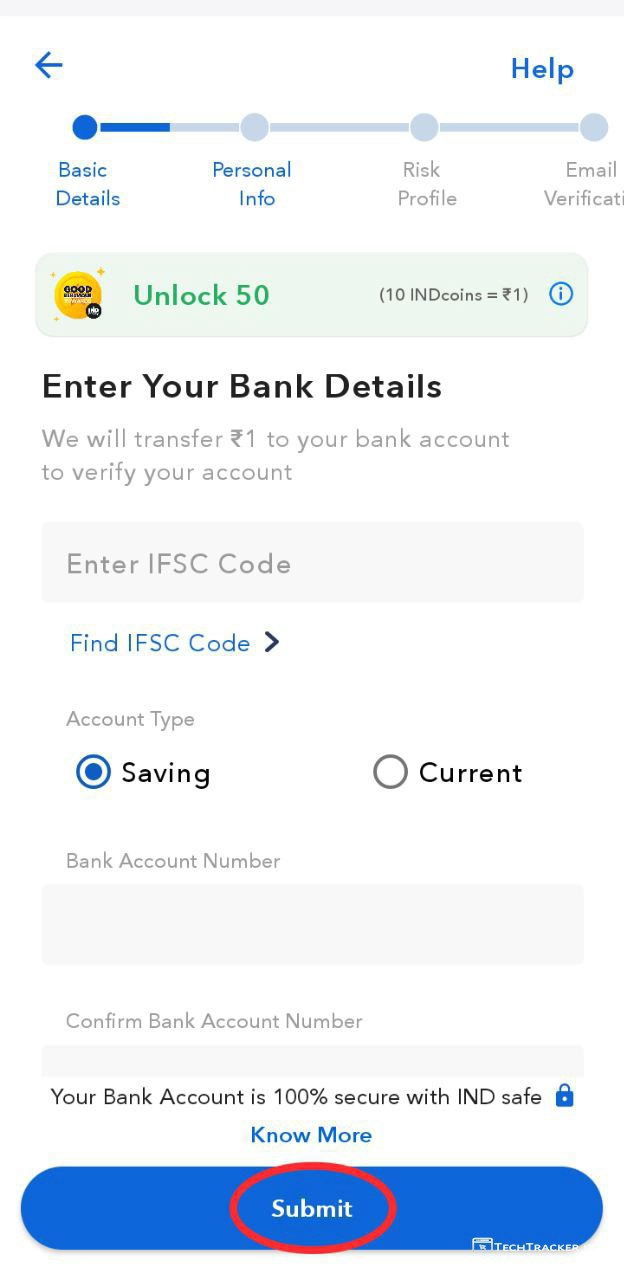 Help
Basic
Details
Personal
Info
Risk
Profile
Email
Verificati
GOOD
Unlock 50
(10 INDcoins = ₹1)
Enter Your Bank Details
We will transfer ₹1 to your bank account
to verify your account
Enter IFSC Code
Find IFSC Code
Account Type
Saving
Current
Bank Account Number
Confirm Bank Account Number
Your Bank Account is 100% secure with IND safe
Know More
Submit
TECHTRACKER